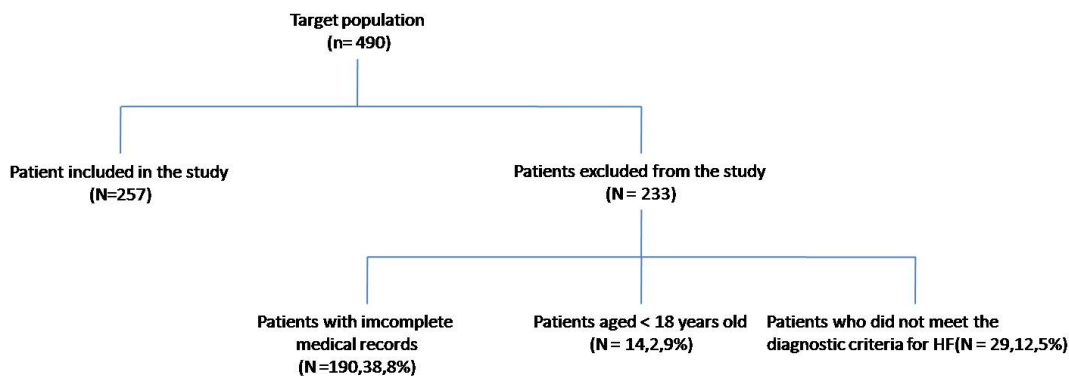 Target population
(n= 490)
Patient included in the study
(N=257)
Patients excluded from the study
(N = 233)
Patients with imcomplete
medical records
(N=190,38,8%)
Patients aged < 18 years old
(N = 14,2,9%)
Patients who did not meet the
diagnostic criteria for HF(N = 29,12,5%)